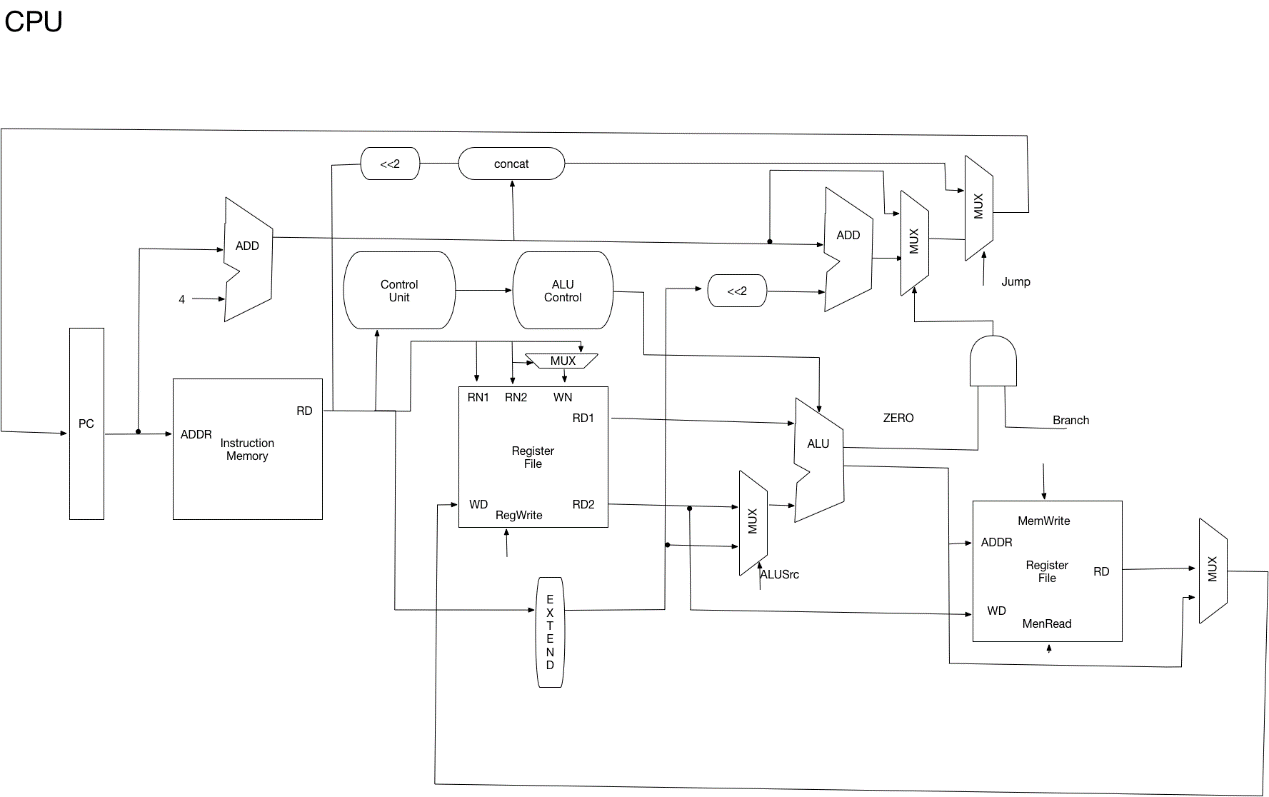 CPU
<<2
concat
MUX
ADD
ADD
MUX
4
Control
Unit
ALU
Control
<<2
Jump
MUX
PC
RD
ADDR
Instruction
Memory
RN1
RN2
WN
RD1
Register
File
WD
RD2
RegWrite
ALU
ZERO
Branch
MUX
ALUSrc
E
X
T
E
N
D
MemWrite
ADDR
Register
File
RD
WD
MenRead
MUX